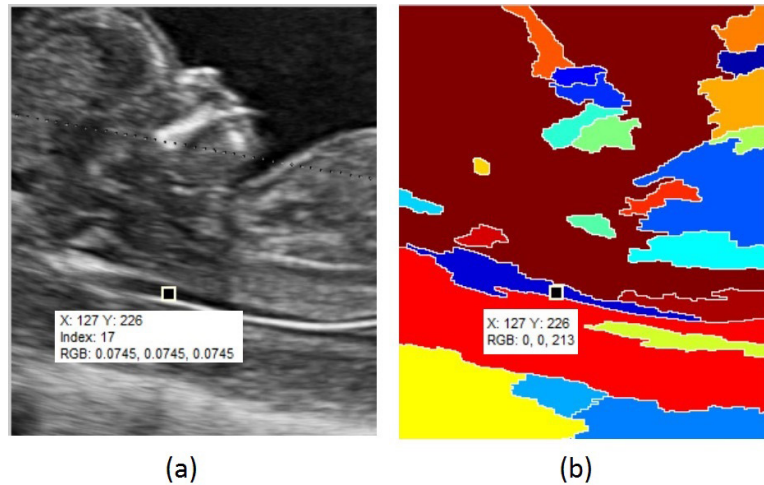 X: 127 Y: 226
Index: 17
RGB: 0.0745, 0.0745, 0.0745
X: 127 Y: 226
RGB: 0, 0, 213
(a)
(b)